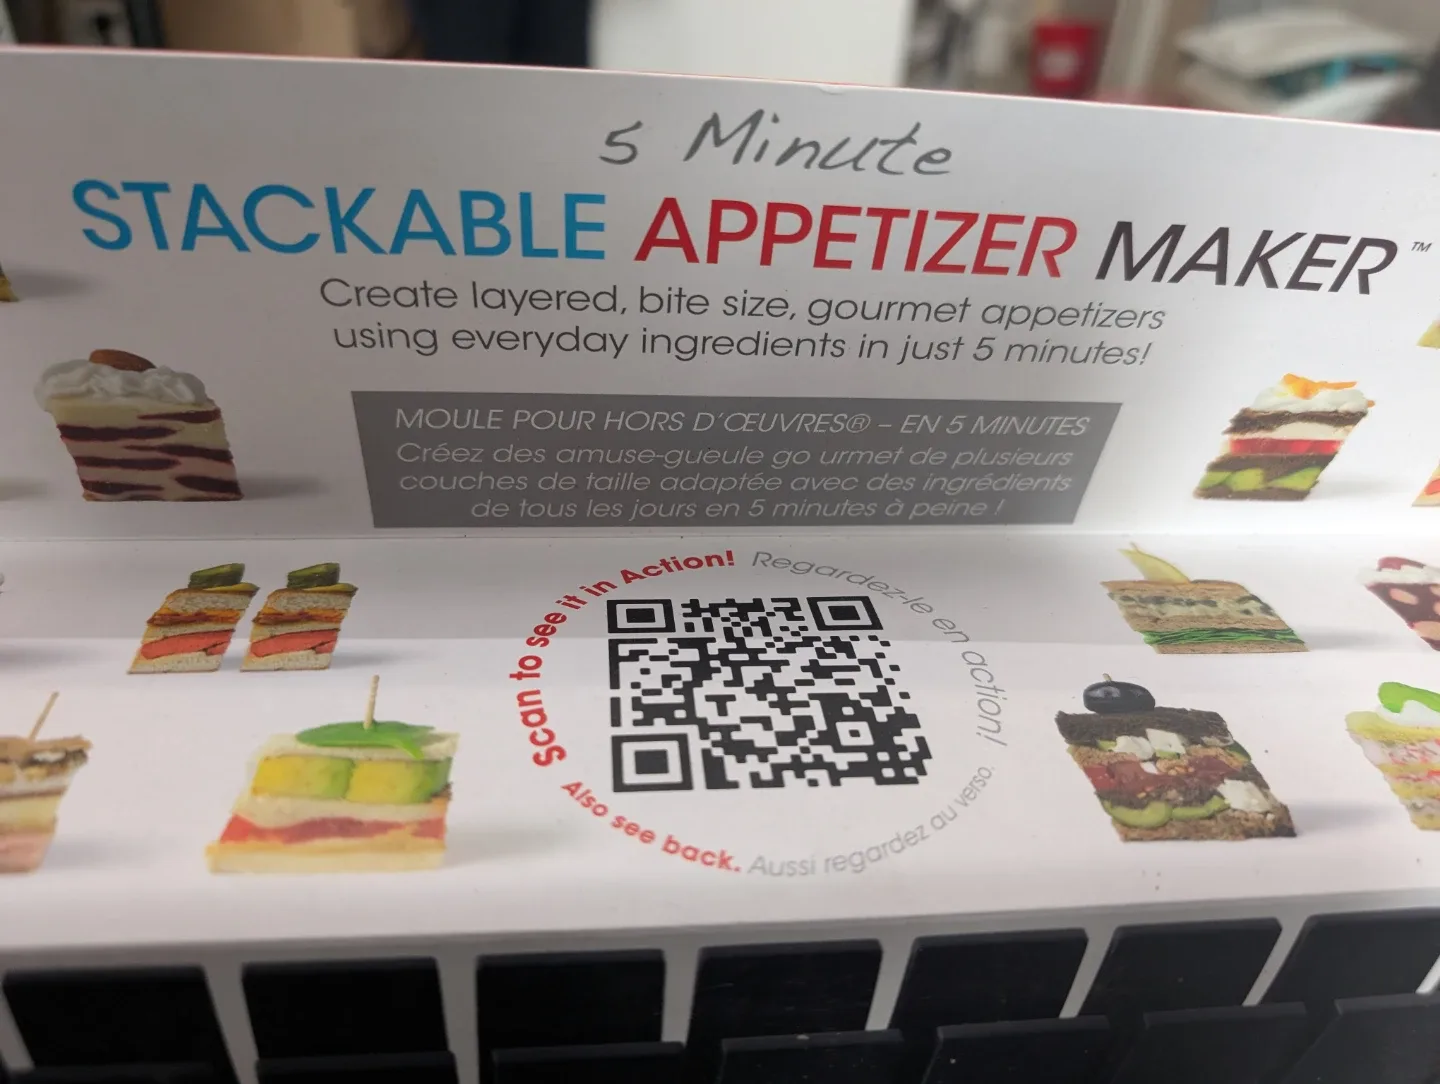 5 Minute
STACKABLE APPETIZER MAKER™
Create layered, bite size, gourmet appetizers
using everyday ingredients in just 5 minutes!
MOULE POUR HORS D'ŒUVRES® – EN 5 MINUTES
Créez des amuse-gueule go urmet de plusieurs
couches de taille adaptée avec des ingrédients
de tous les jours en 5 minutes à peine !
Scan to see it in Action! Regardez-le en action!
Also see back. Aussi regardez au verso.